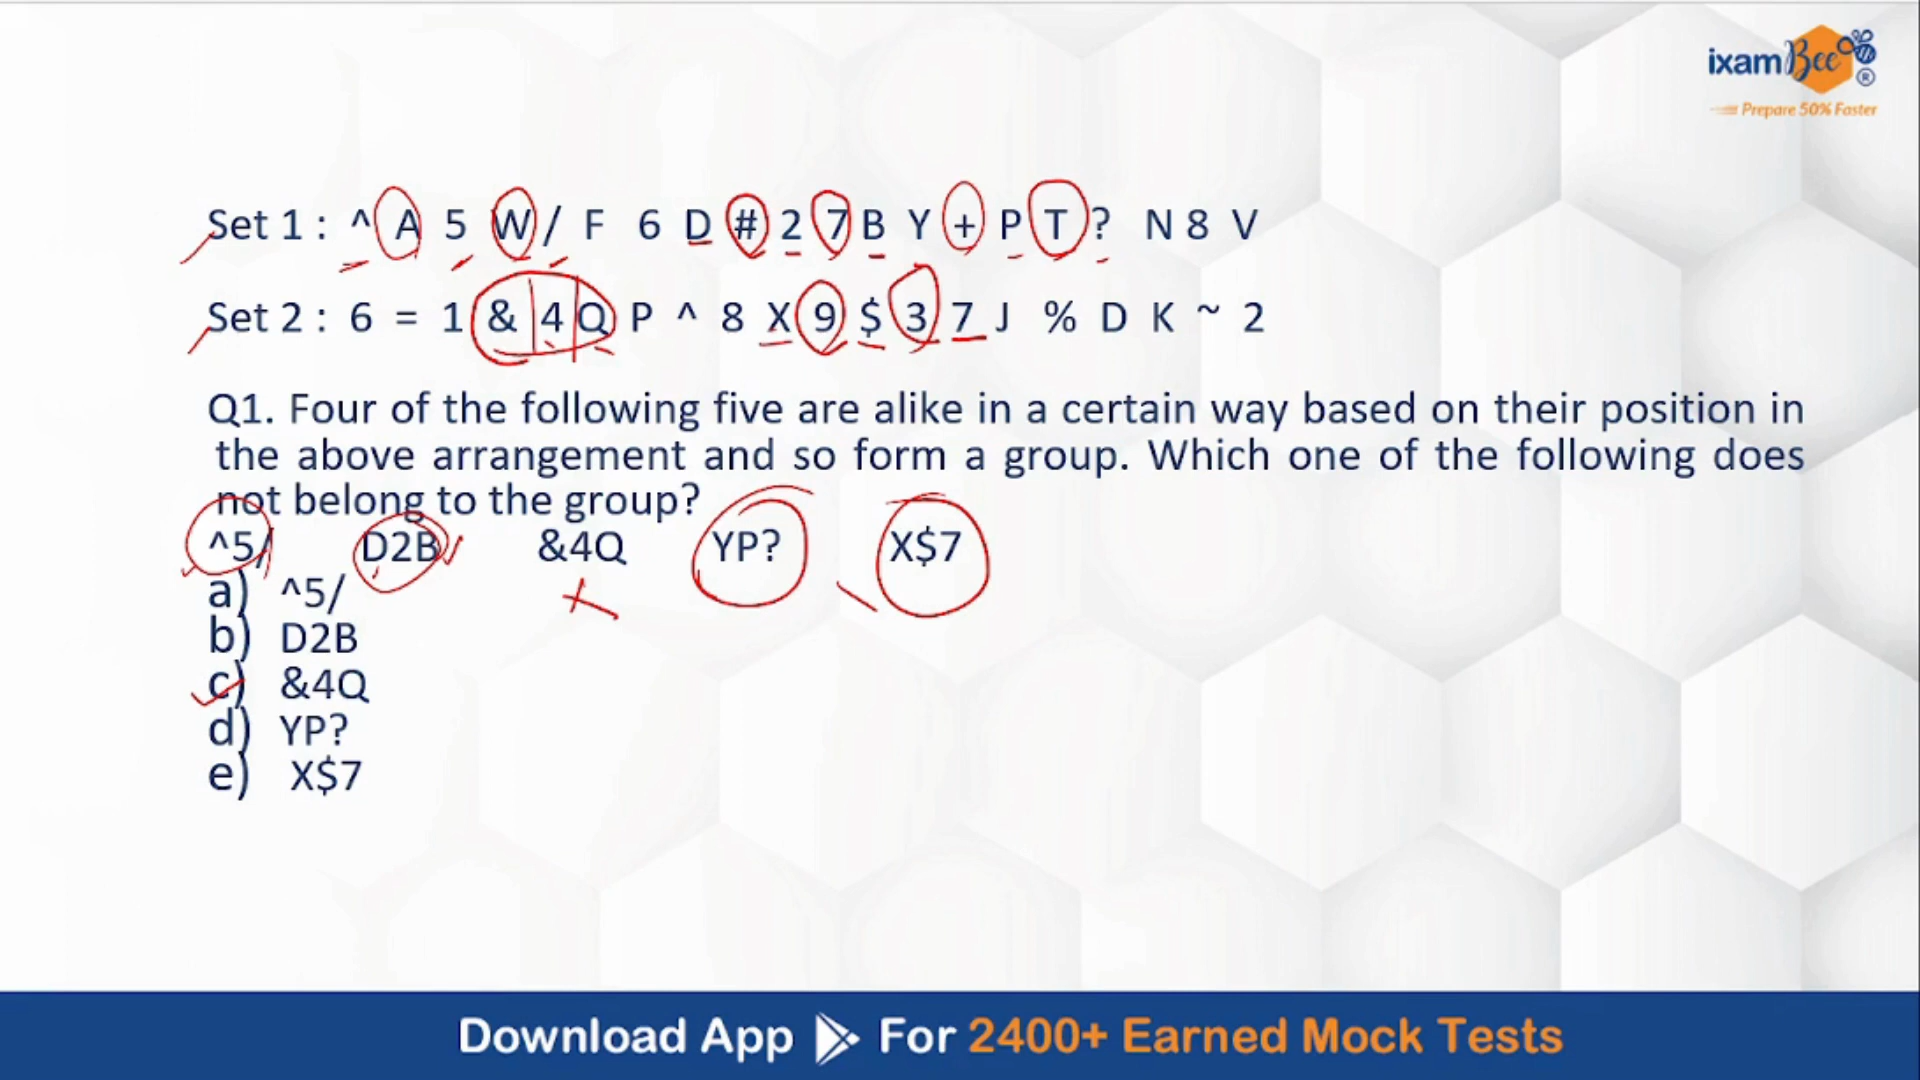 ixamBee
®
Prepare 50% Faster
Set 1 : ^ A 5 W / F 6 D # 2 7 B Y + P T ? N 8 V
Set 2 : 6 = 1 & 4 Q P ^ 8 X 9 $ 3 7 J % D K ~ 2
Q1. Four of the following five are alike in a certain way based on their position in
the above arrangement and so form a group. Which one of the following does
not belong to the group?
^5/ D2B &4Q YP? X$7
a) ^5/
b) D2B
c) &4Q
d) YP?
e) X$7
Download App For 2400+ Earned Mock Tests